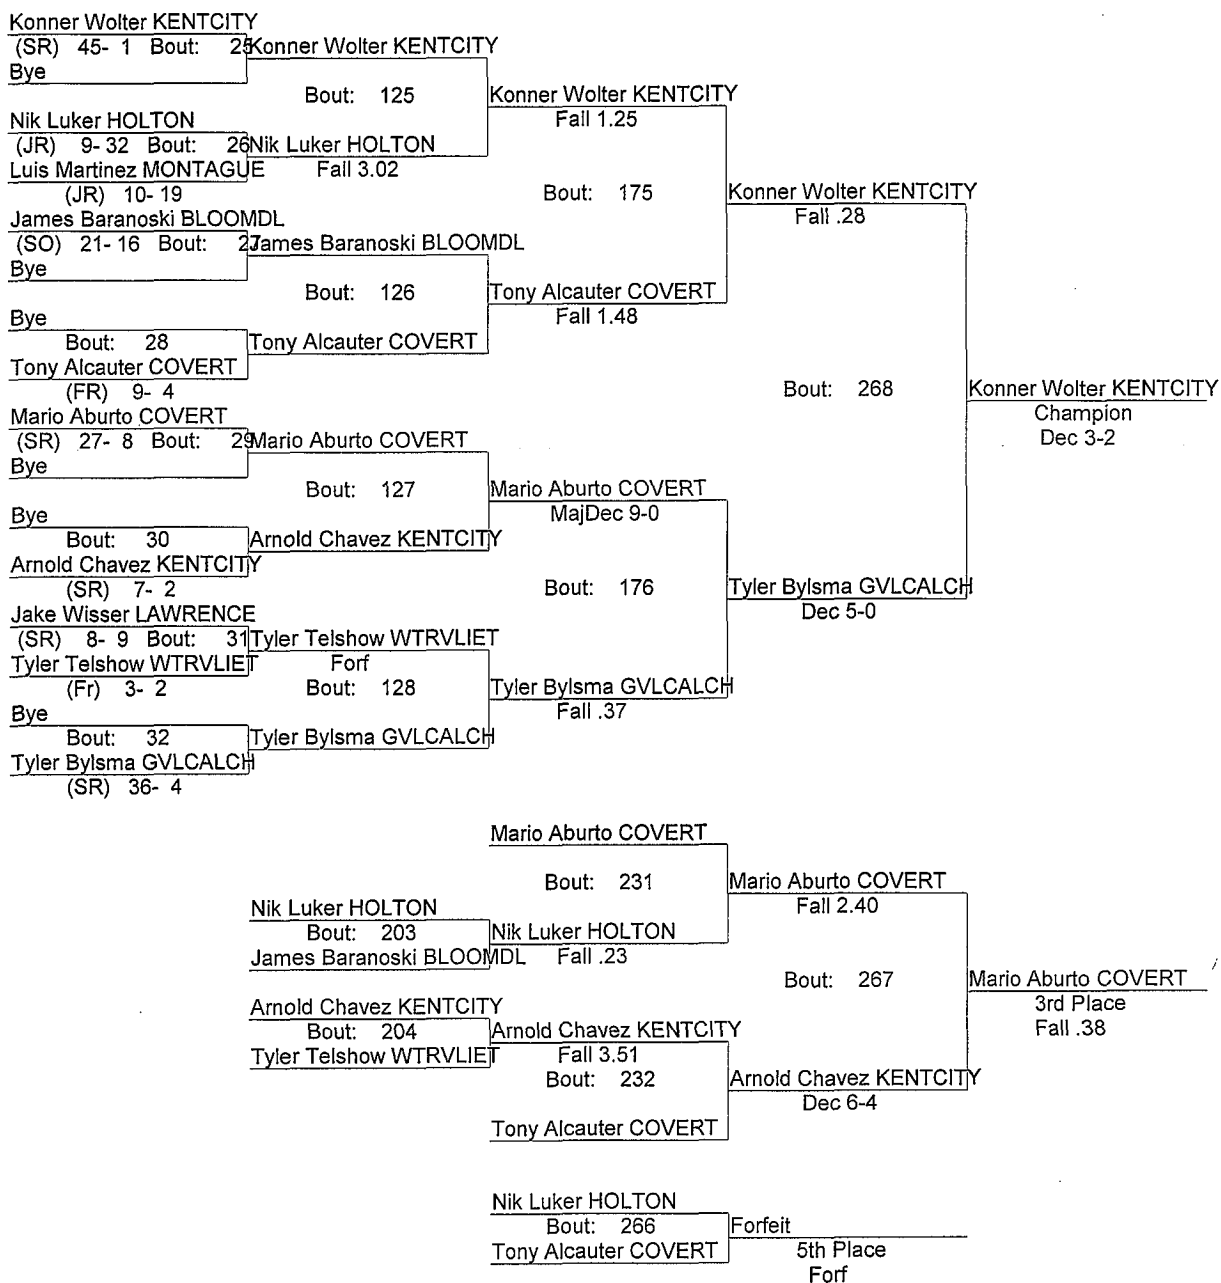 Konner Wolter KENTCITY
(SR) 45- 1 Bout: 25
Bye
Konner Wolter KENTCITY
Bout: 125
Konner Wolter KENTCITY
Fall 1.25
Nik Luker HOLTON
(JR) 9- 32 Bout: 26
Luis Martinez MONTAGUE
(JR) 10- 19
Nik Luker HOLTON
Fall 3.02
Bout: 175
Konner Wolter KENTCITY
Fall .28
James Baranoski BLOOMDL
(SO) 21- 16 Bout: 27
Bye
James Baranoski BLOOMDL
Bout: 126
Tony Alcauter COVERT
Fall 1.48
Bye
Bout: 28
Tony Alcauter COVERT
(FR) 9- 4
Tony Alcauter COVERT
Bout: 268
Konner Wolter KENTCITY
Champion
Dec 3-2
Mario Aburto COVERT
(SR) 27- 8 Bout: 29
Bye
Mario Aburto COVERT
Bout: 127
Mario Aburto COVERT
MajDec 9-0
Bye
Bout: 30
Arnold Chavez KENTCITY
(SR) 7- 2
Arnold Chavez KENTCITY
Bout: 176
Tyler Bylsma GVLCALCH
Dec 5-0
Jake Wisser LAWRENCE
(SR) 8- 9 Bout: 31
Tyler Telshow WTRVLIET
(Fr) 3- 2
Tyler Telshow WTRVLIET
Forf
Bout: 128
Tyler Bylsma GVLCALCH
Fall .37
Bye
Bout: 32
Tyler Bylsma GVLCALCH
(SR) 36- 4
Tyler Bylsma GVLCALCH
Mario Aburto COVERT
Bout: 231
Mario Aburto COVERT
Fall 2.40
Nik Luker HOLTON
Bout: 203
James Baranoski BLOOMDL
Nik Luker HOLTON
Fall .23
Bout: 267
Mario Aburto COVERT
3rd Place
Fall .38
Arnold Chavez KENTCITY
Bout: 204
Tyler Telshow WTRVLIET
Arnold Chavez KENTCITY
Fall 3.51
Bout: 232
Arnold Chavez KENTCITY
Dec 6-4
Tony Alcauter COVERT
Nik Luker HOLTON
Bout: 266
Tony Alcauter COVERT
Forfeit
5th Place
Forf